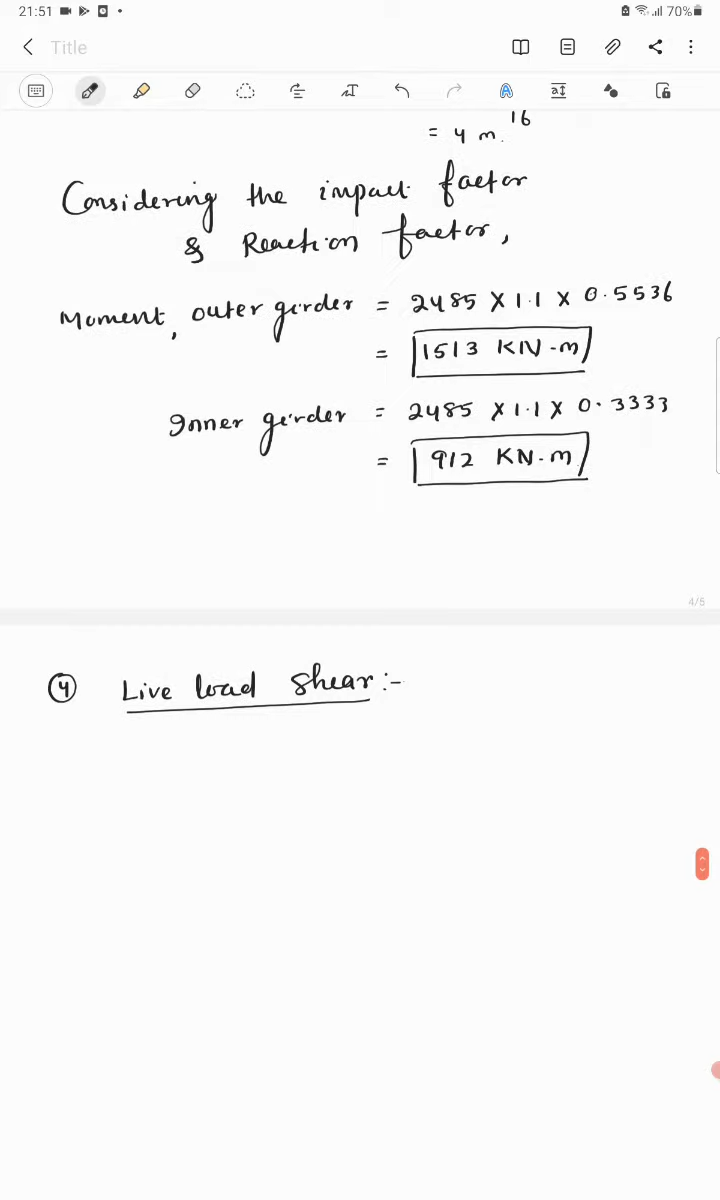 21:51
70%
Title
16
= 4 m.
Considering the impact factor
& Reaction factor,
Moment, outer girder = 2485 X 1.1 X 0.5536
= 1513 KN-m
Inner girder = 2485 X 1.1 X 0.3333
= 912 KN-m
4/5
④ Live load shear :-